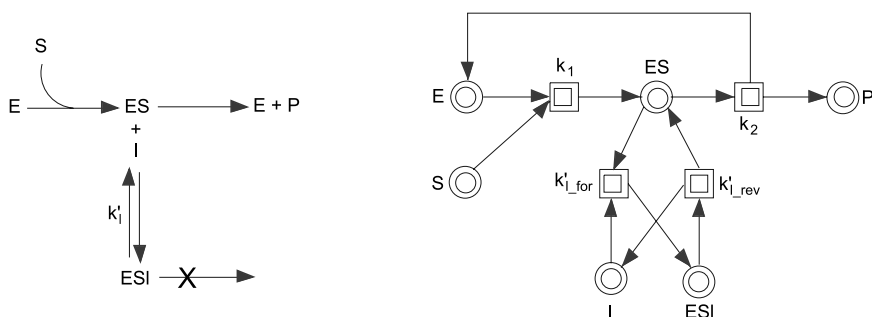 S
E
ES
E + P
+
I
k'I
ESI
X
k1
ES
E
P
k2
S
k'I_for
k'I_rev
I
ESI